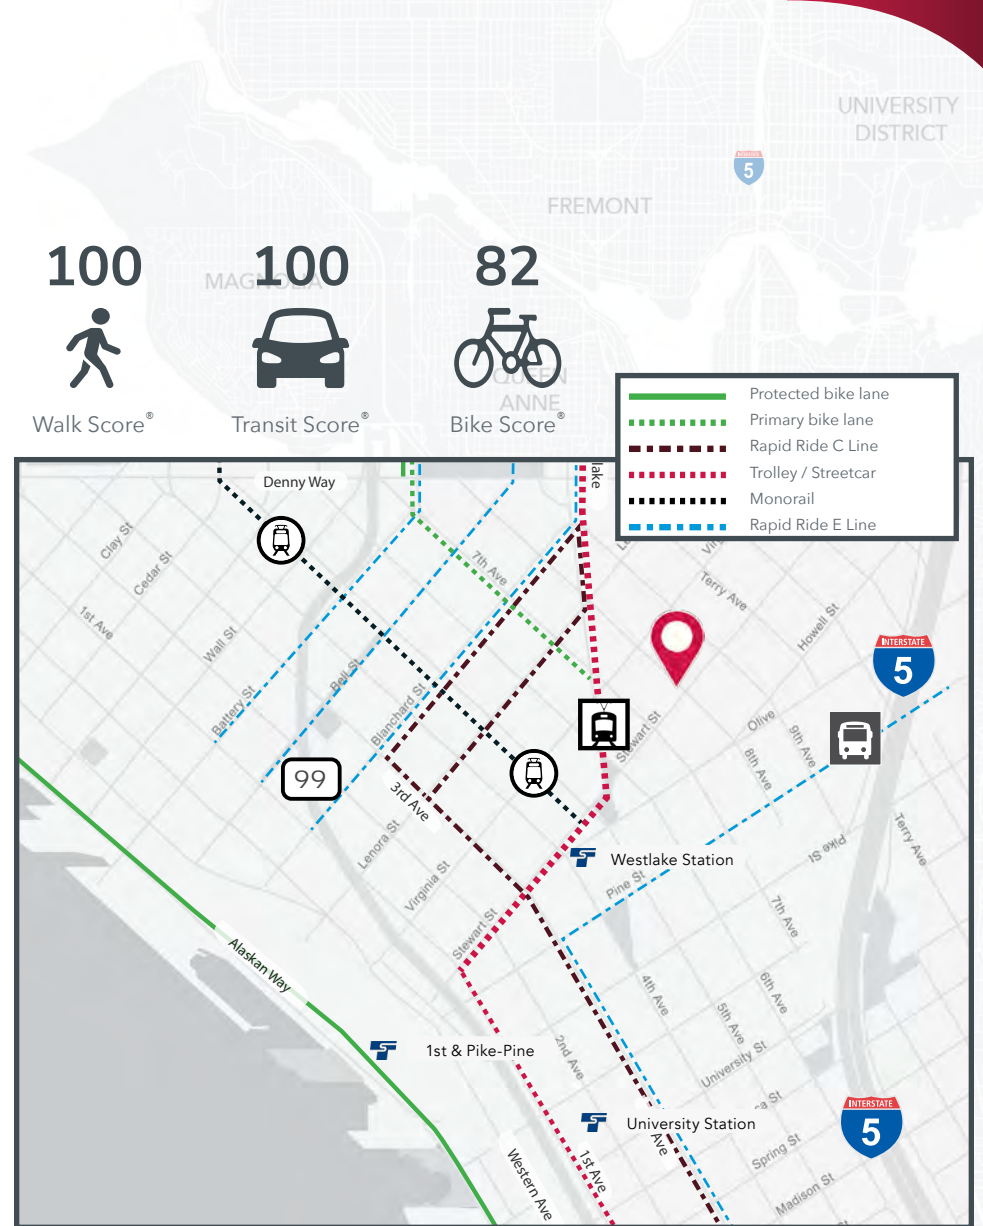 UNIVERSITY
DISTRICT
INTERSTATE
5
FREMONT
MAGNOLIA
100
100
82
QUEEN
ANNE
Walk Score®
Transit Score®
Bike Score®
Protected bike lane
Primary bike lane
Rapid Ride C Line
Trolley / Streetcar
Monorail
Rapid Ride E Line
Denny Way
lake
Clay St
Cedar St
1st Ave
Wall St
Battery St
Bell St
Blanchard St
7th Ave
Terry Ave
Howell St
INTERSTATE
5
Stewart St
Olive
9th Ave
8th Ave
99
3rd Ave
Lenora St
Virginia St
Westlake Station
Pine St
Pike St
Terry Ave
7th Ave
Stewart St
Alaskan Way
4th Ave
6th Ave
5th Ave
1st & Pike-Pine
2nd Ave
University St
ca St
University Station
Ave
INTERSTATE
5
Spring St
1st Ave
Western Ave
Madison St